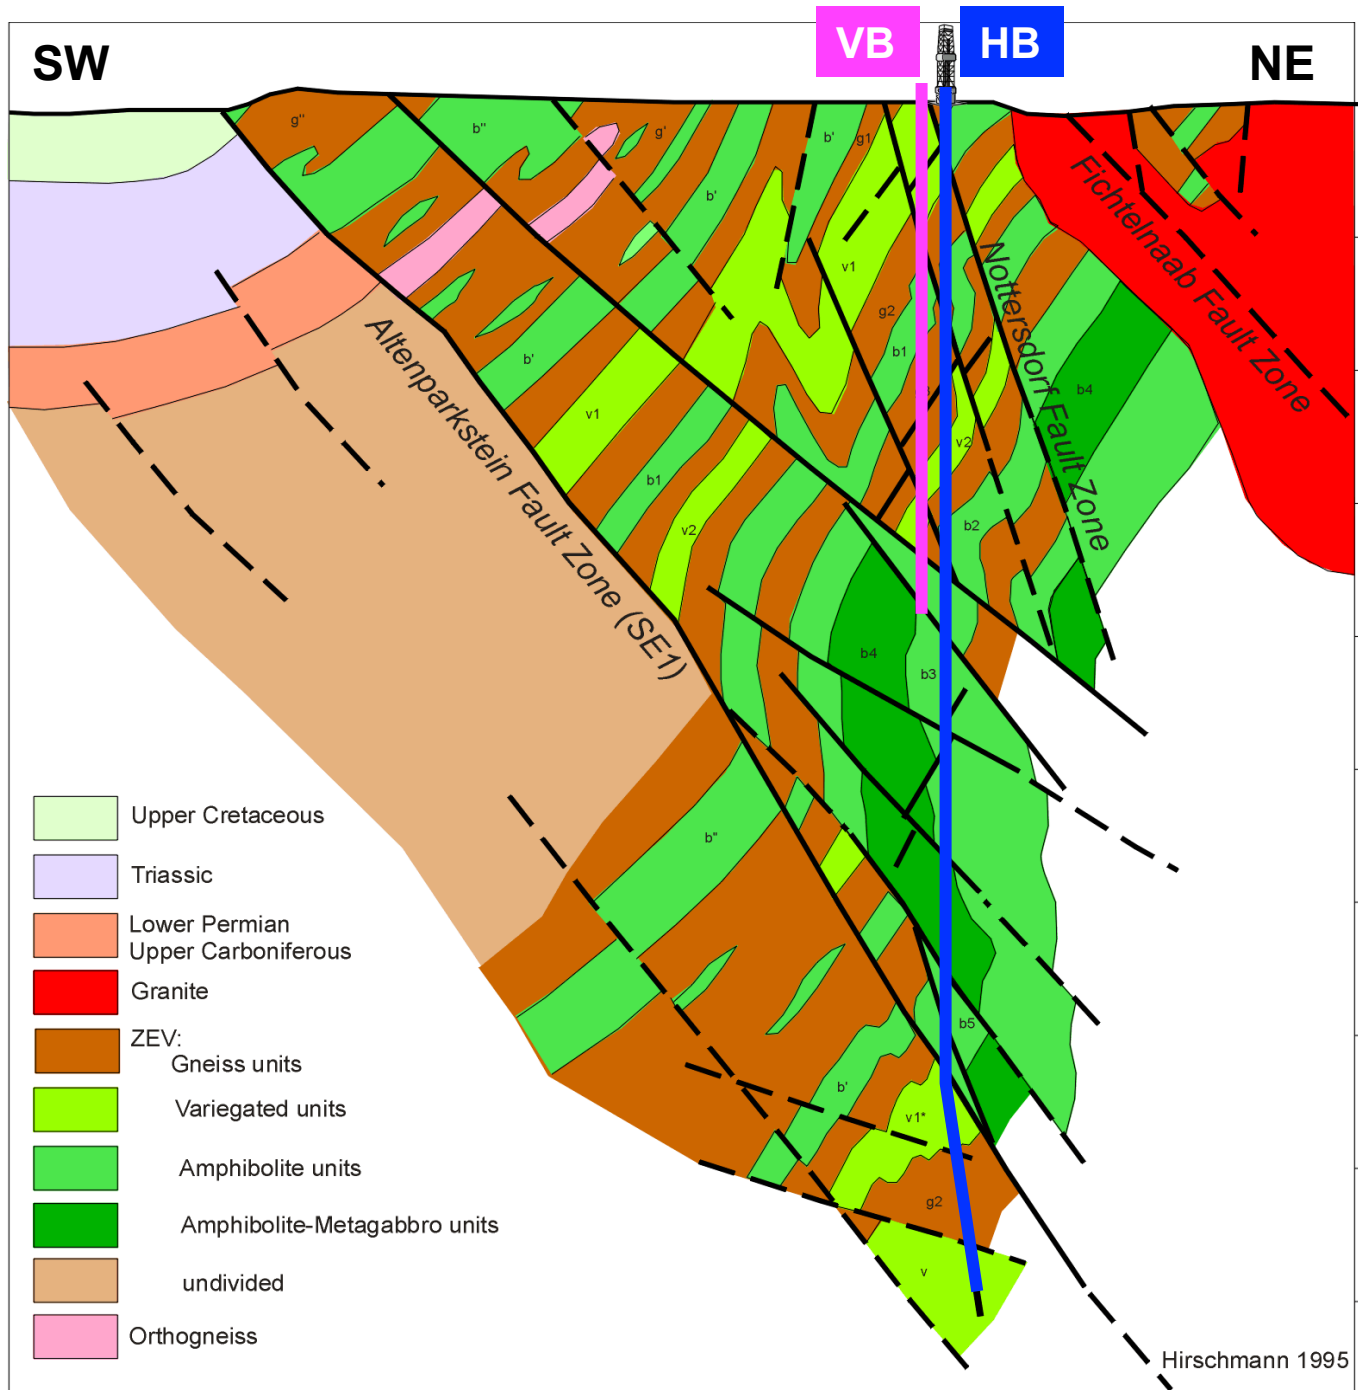 VB
HB
SW
NE
g"
b"
g'
b'
g1
b'
v1
g2
b1
b'
v1
b1
v2
v2
b2
b4
b4
b3
b"
b5
b'
v1*
g2
v
Altenparkstein Fault Zone (SE1)
Nottersdorf Fault Zone
Fichtelnaab Fault Zone
Upper Cretaceous
Triassic
Lower Permian
Upper Carboniferous
Granite
ZEV:
Gneiss units
Variegated units
Amphibolite units
Amphibolite-Metagabbro units
undivided
Orthogneiss
Hirschmann 1995